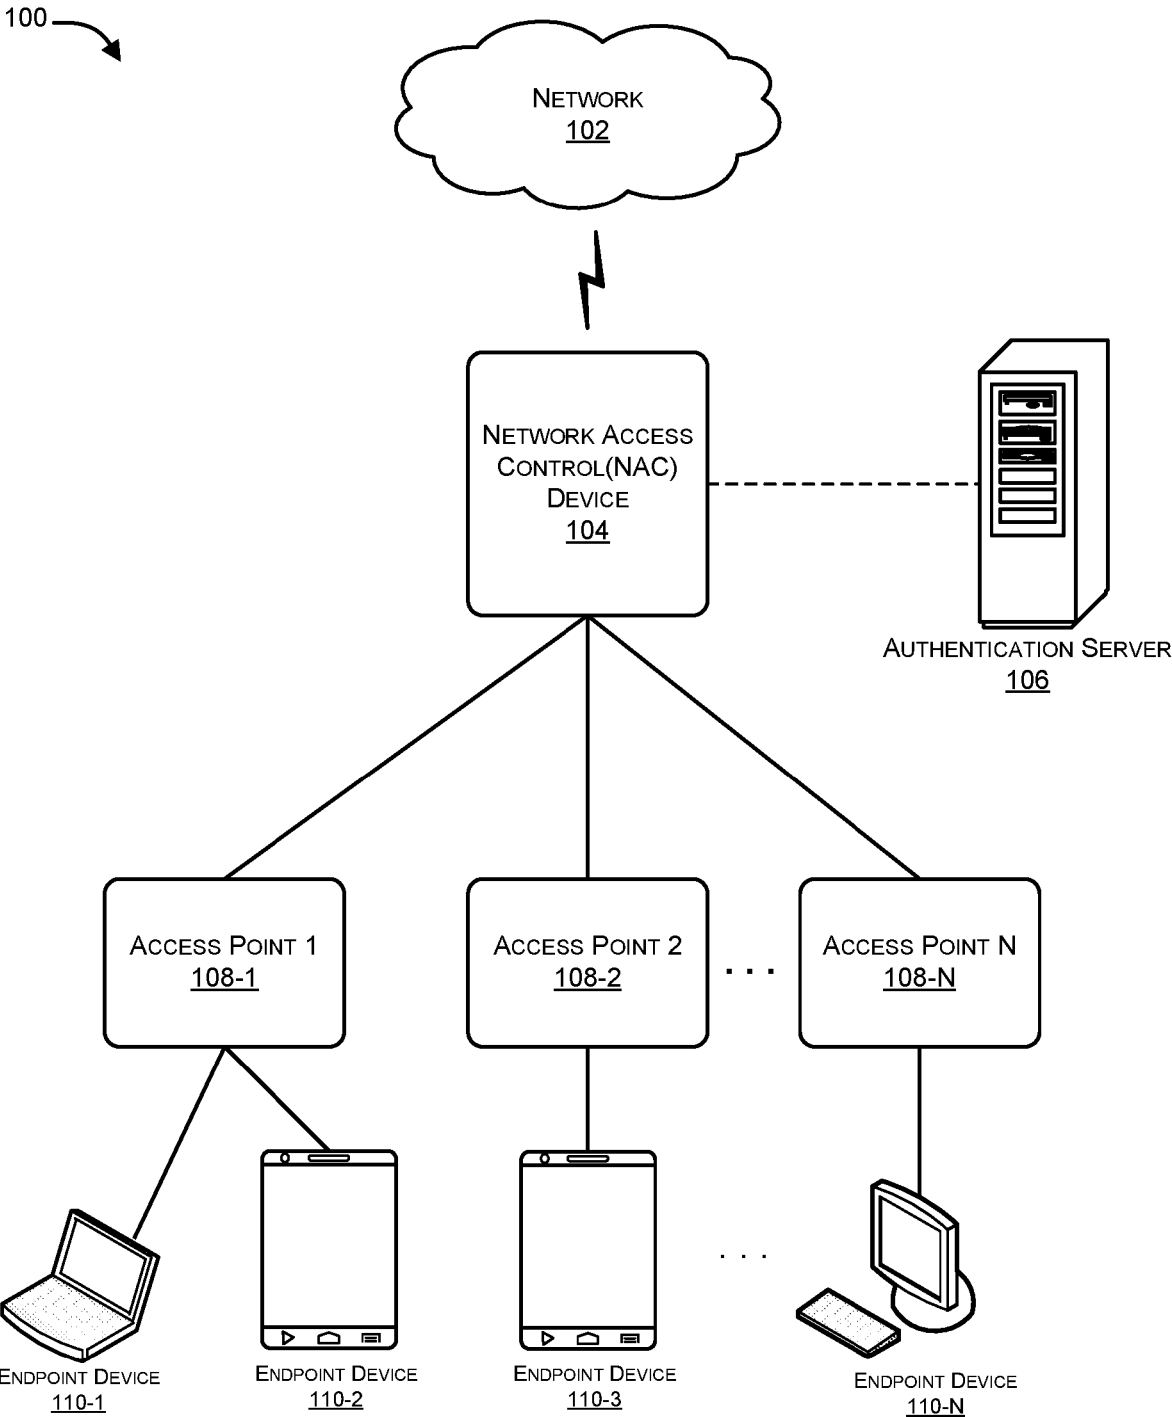 100
NETWORK
102
NETWORK ACCESS
CONTROL(NAC)
DEVICE
104
AUTHENTICATION SERVER
106
ACCESS POINT 1
108-1
ACCESS POINT 2
108-2
. . .
ACCESS POINT N
108-N
. . .
ENDPOINT DEVICE
110-1
ENDPOINT DEVICE
110-2
ENDPOINT DEVICE
110-3
ENDPOINT DEVICE
110-N